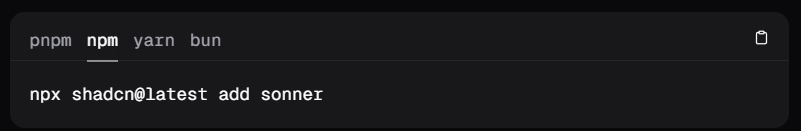 pnpm npm yarn bun
npx shadcn@latest add sonner